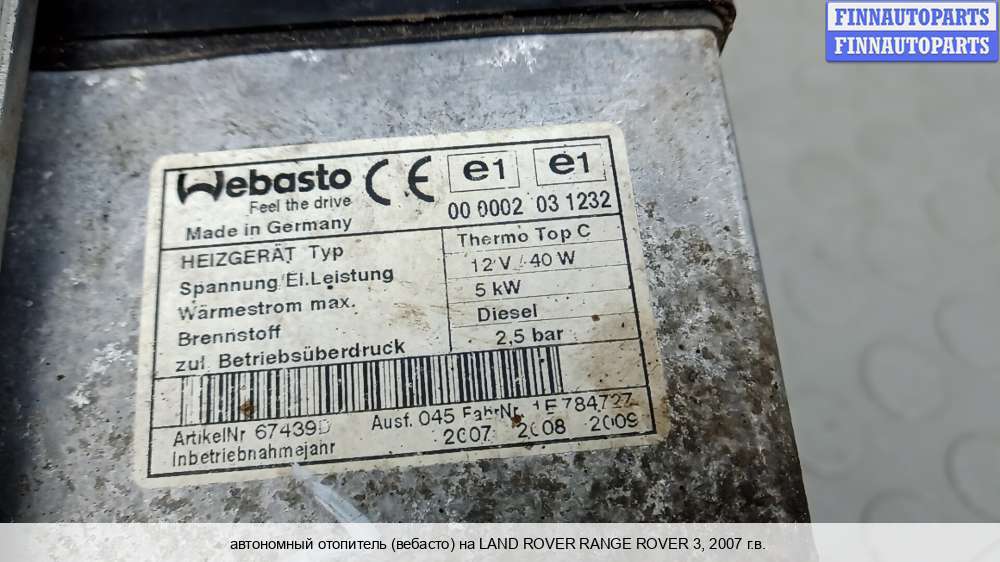 FINNAUTOPARTS
FINNAUTOPARTS
Webasto
Feel the drive
Made in Germany
CE e1 e1
00 0002 03 1232
HEIZGERÄT Typ Thermo Top C
Spannung/El.Leistung 12 V / 40 W
Wärmestrom max. 5 kW
Brennstoff Diesel
zul. Betriebsüberdruck 2,5 bar
ArtikelNr 67439D Ausf. 045 FabrNr. 1E784727
Inbetriebnahmejahr 2007 2008 2009
автономный отопитель (вебасто) на LAND ROVER RANGE ROVER 3, 2007 г.в.